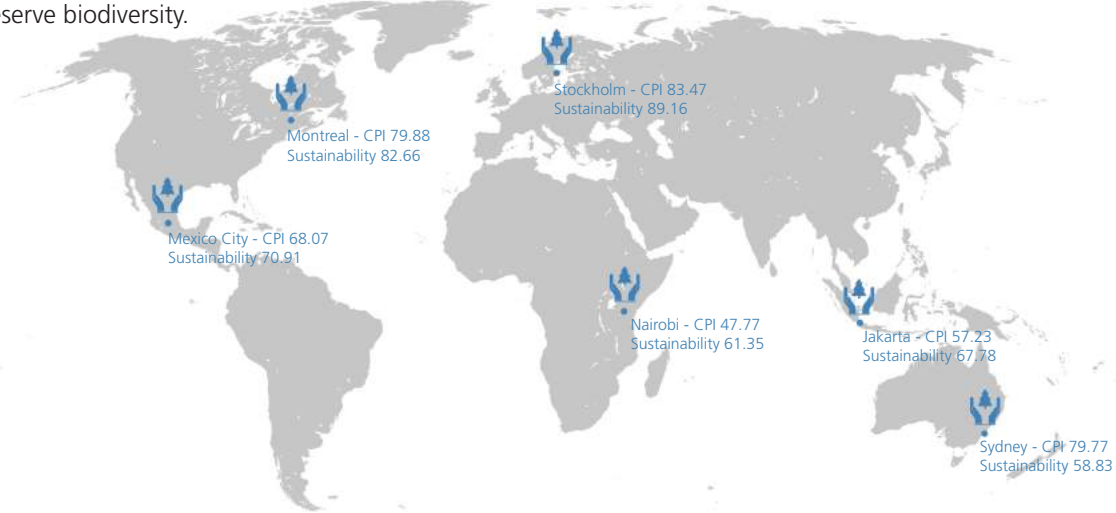 eserve biodiversity.
Stockholm - CPI 83.47
Sustainability 89.16
Montreal - CPI 79.88
Sustainability 82.66
Mexico City - CPI 68.07
Sustainability 70.91
Nairobi - CPI 47.77
Sustainability 61.35
Jakarta - CPI 57.23
Sustainability 67.78
Sydney - CPI 79.77
Sustainability 58.83